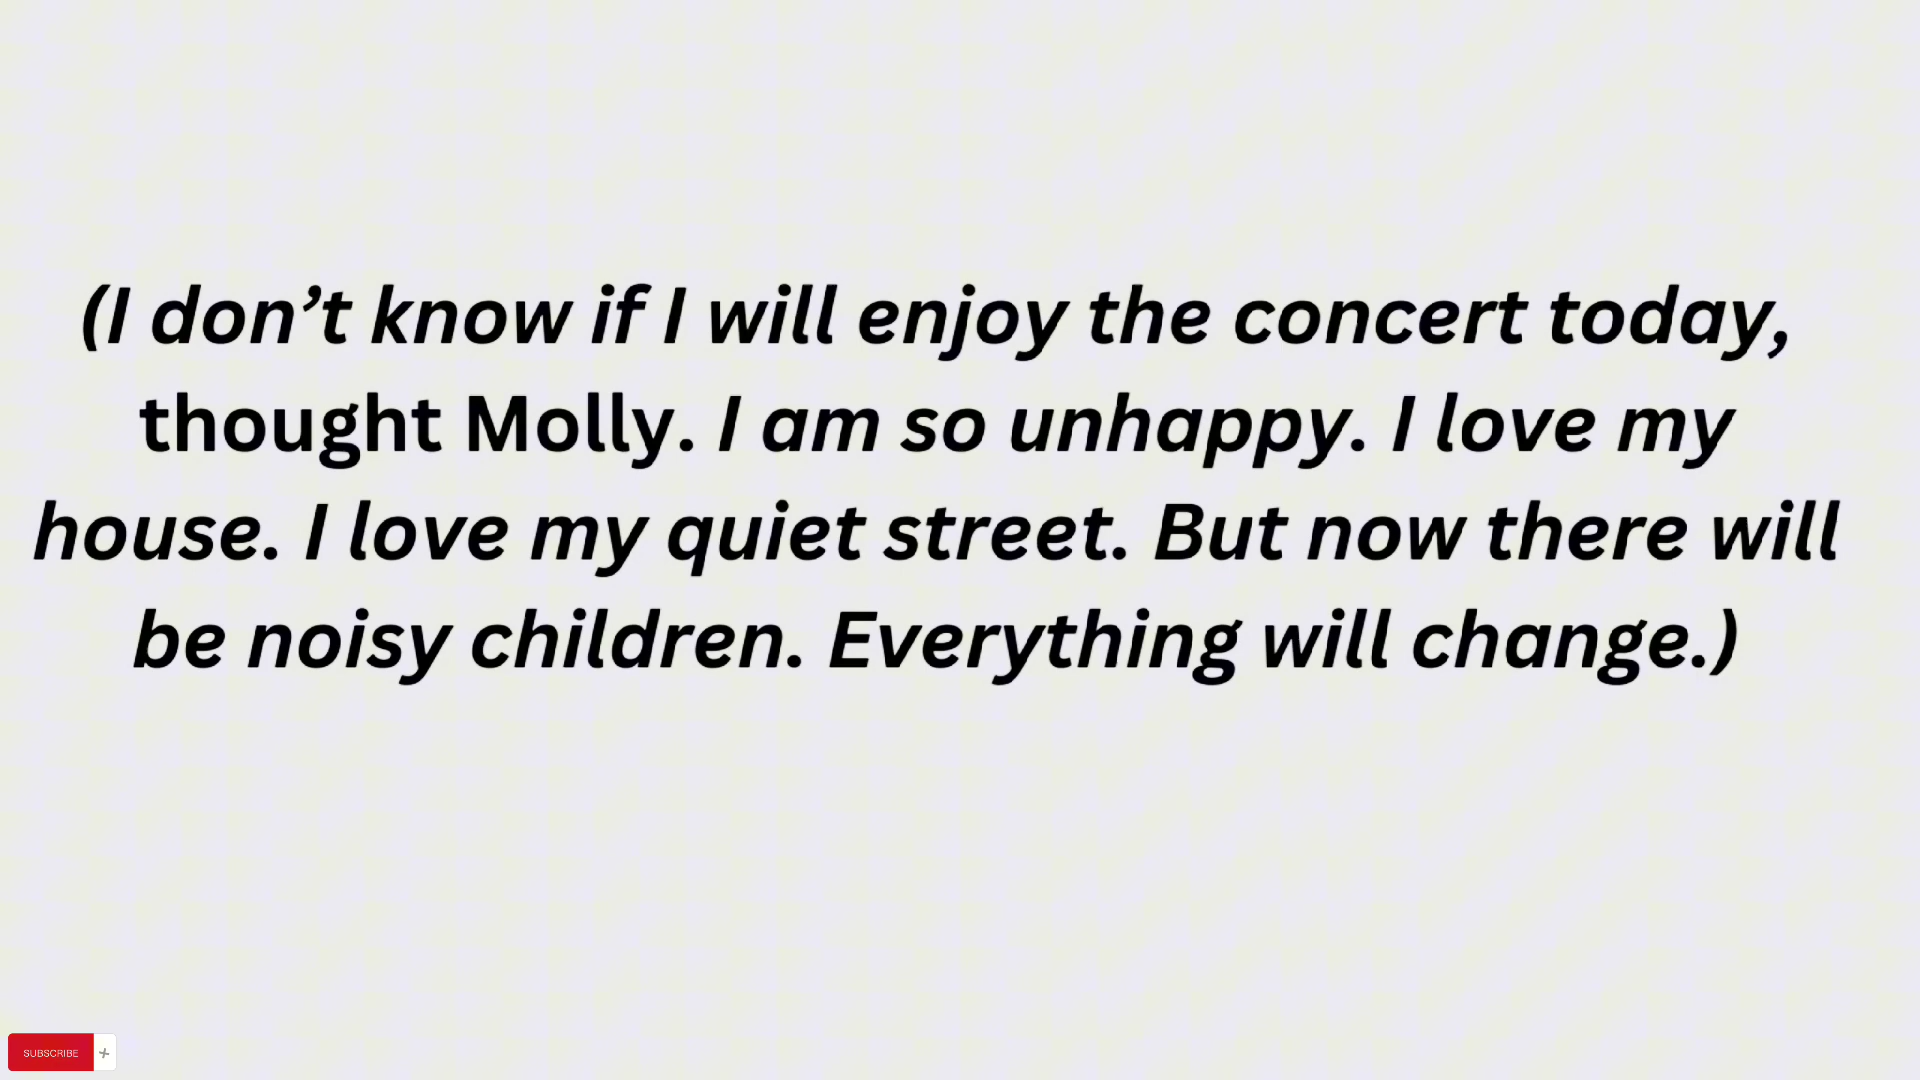 (I don’t know if I will enjoy the concert today,
thought Molly. I am so unhappy. I love my
house. I love my quiet street. But now there will
be noisy children. Everything will change.)
SUBSCRIBE +